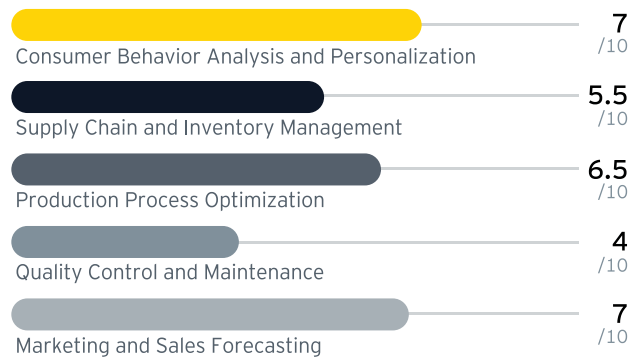 7
/10
Consumer Behavior Analysis and Personalization
5.5
/10
Supply Chain and Inventory Management
6.5
/10
Production Process Optimization
4
/10
Quality Control and Maintenance
7
/10
Marketing and Sales Forecasting